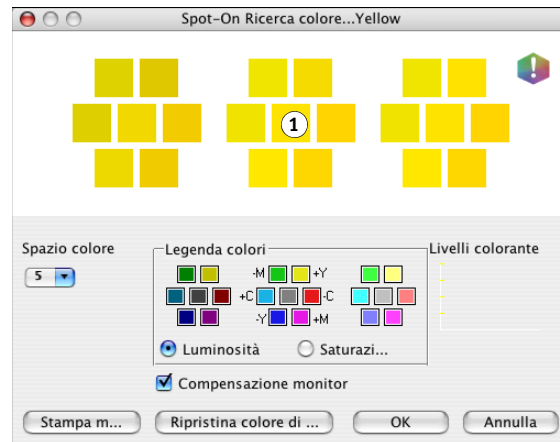 Spot-On Ricerca colore...Yellow
1
Spazio colore
5
Legenda colori
-M +Y
+C -C
-Y +M
Luminosità
Saturazi...
Livelli colorante
Compensazione monitor
Stampa m...
Ripristina colore di ...
OK
Annulla